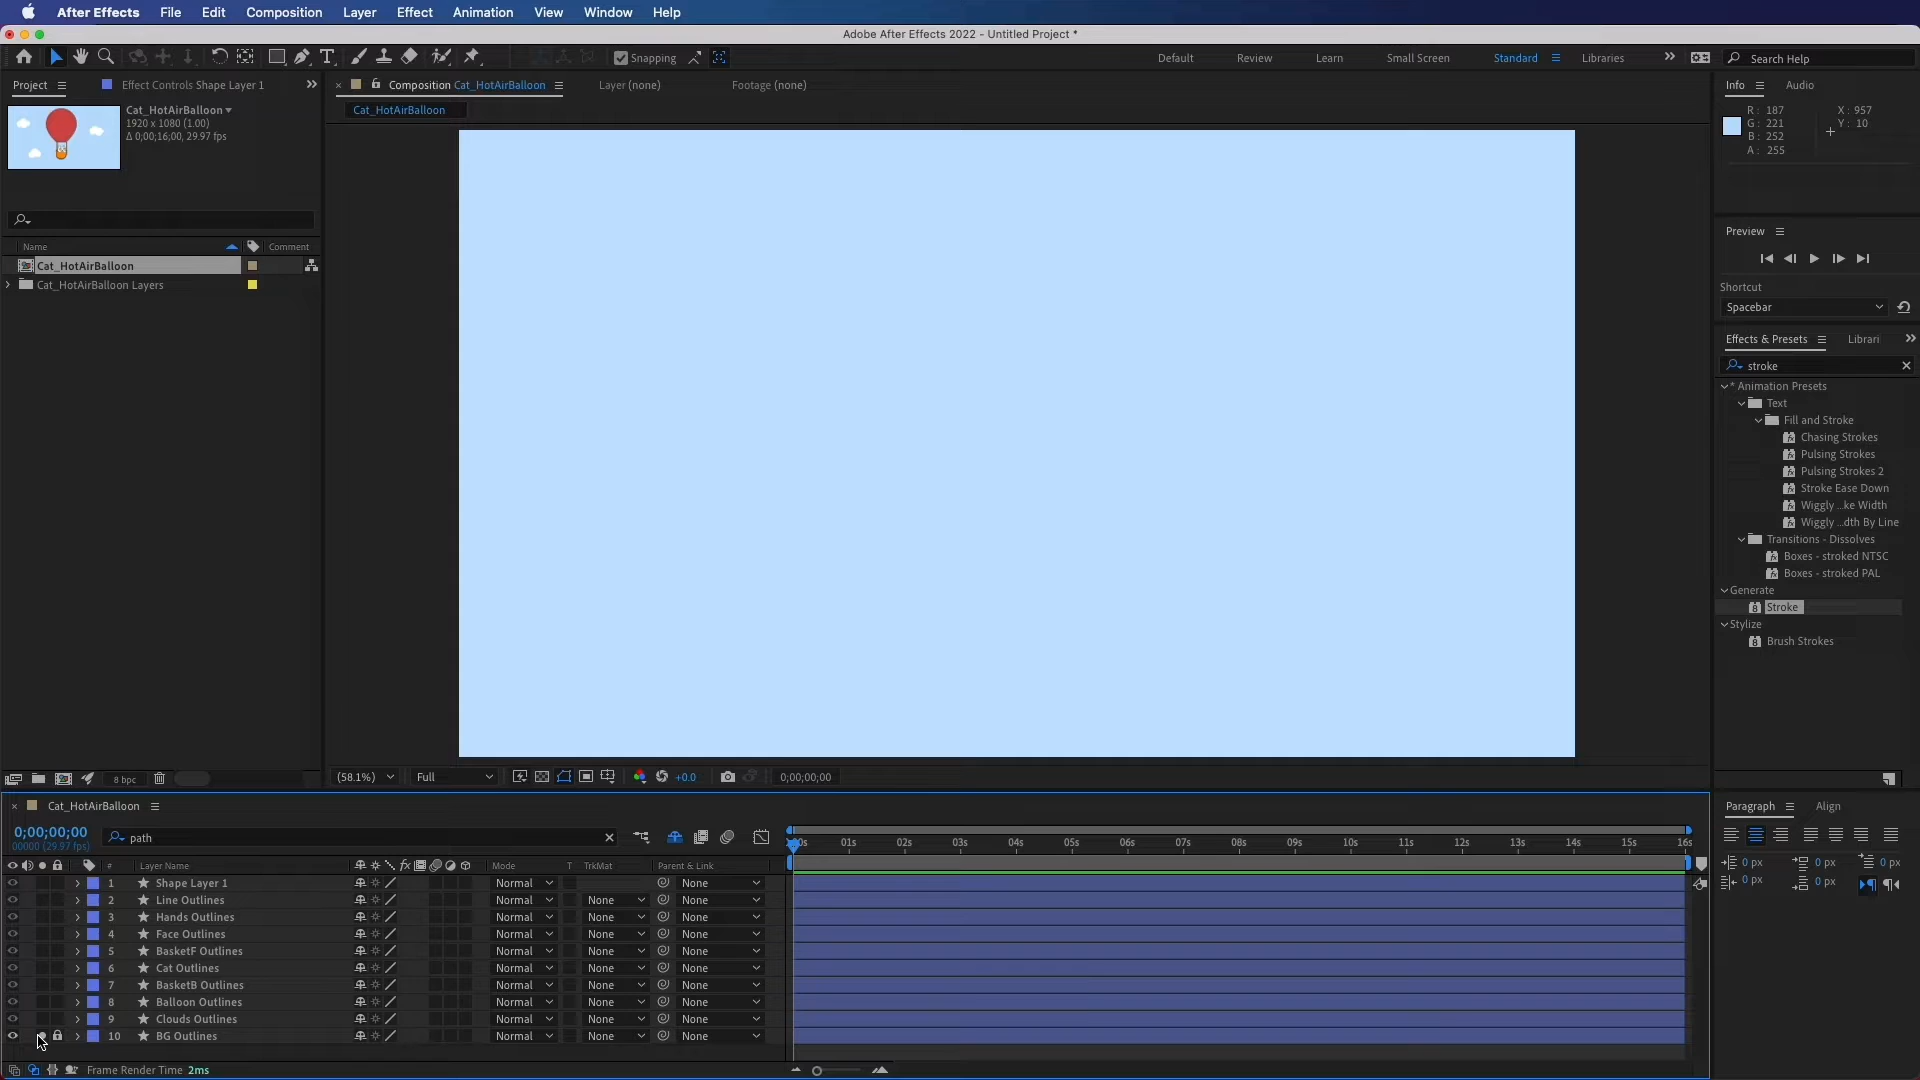 After Effects File Edit Composition Layer Effect Animation View Window Help
Adobe After Effects 2022 - Untitled Project *
Snapping Default Review Learn Small Screen Standard Libraries Search Help
Project Effect Controls Shape Layer 1
Composition Cat_HotAirBalloon Layer (none) Footage (none)
Cat_HotAirBalloon
Cat_HotAirBalloon
1920 x 1080 (1.00)
Δ 0;00;16;00, 29.97 fps
Name Comment
Cat_HotAirBalloon
Cat_HotAirBalloon Layers
8 bpc
(58.1%) Full +0.0 0;00;00;00
Info Audio
R: 187 X: 957
G: 221 Y: 10
B: 252
A: 255
Preview
Shortcut
Spacebar
Effects & Presets Librari
stroke
* Animation Presets
Text
Fill and Stroke
Chasing Strokes
Pulsing Strokes
Pulsing Strokes 2
Stroke Ease Down
Wiggly ...ke Width
Wiggly ...dth By Line
Transitions - Dissolves
Boxes - stroked NTSC
Boxes - stroked PAL
Generate
Stroke
Stylize
Brush Strokes
Paragraph Align
0 px 0 px 0 px
0 px 0 px
Cat_HotAirBalloon
0;00;00;00
00000 (29.97 fps)
path
01s 02s 03s 04s 05s 06s 07s 08s 09s 10s 11s 12s 13s 14s 15s 16s
# Layer Name Mode T TrkMat Parent & Link
1 Shape Layer 1 Normal None
2 Line Outlines Normal None None
3 Hands Outlines Normal None None
4 Face Outlines Normal None None
5 BasketF Outlines Normal None None
6 Cat Outlines Normal None None
7 BasketB Outlines Normal None None
8 Balloon Outlines Normal None None
9 Clouds Outlines Normal None None
10 BG Outlines Normal None None
Frame Render Time 2ms